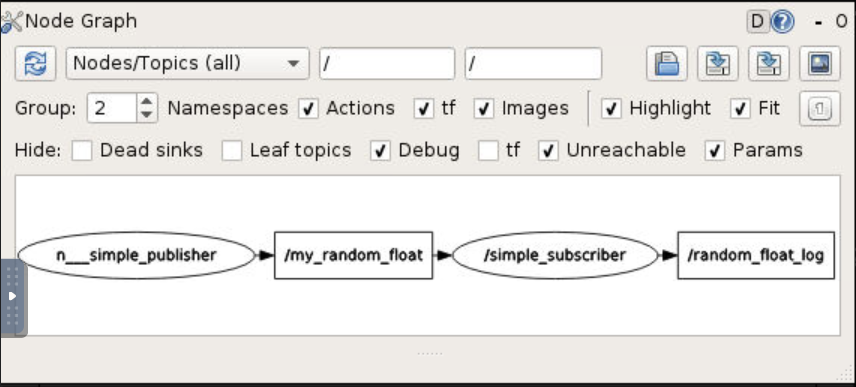 Node Graph D ? - O
Nodes/Topics (all) / /
Group: 2 Namespaces Actions tf Images Highlight Fit
Hide: Dead sinks Leaf topics Debug tf Unreachable Params
n___simple_publisher /my_random_float /simple_subscriber /random_float_log